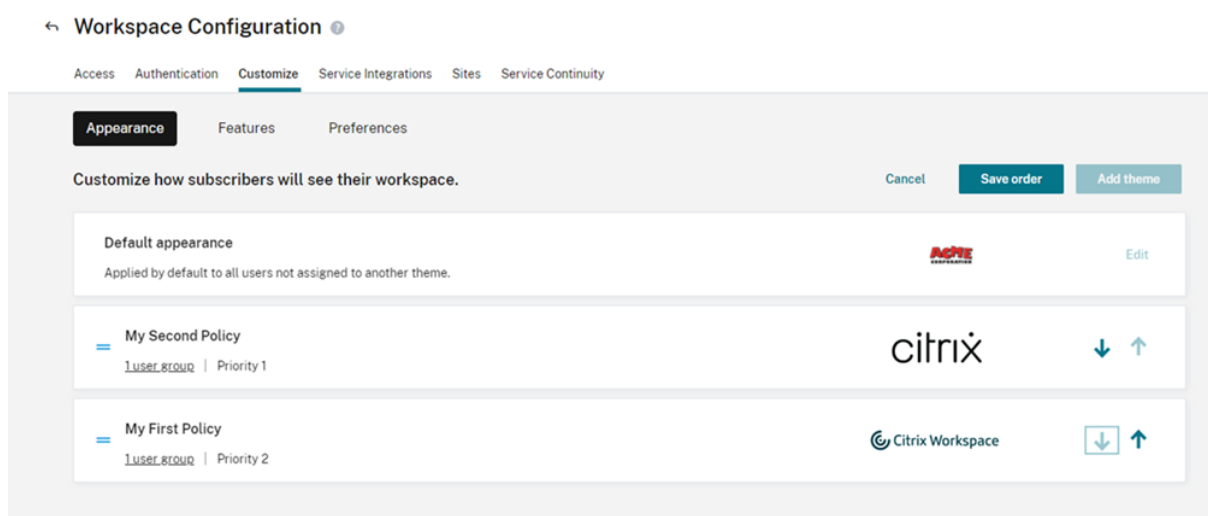 Workspace Configuration ?
Access Authentication Customize Service Integrations Sites Service Continuity
Appearance Features Preferences
Customize how subscribers will see their workspace. Cancel Save order Add theme
Default appearance
ACME
CORPORATION
Edit
Applied by default to all users not assigned to another theme.
My Second Policy
citrix
1 user group | Priority 1
My First Policy
Citrix Workspace
1 user group | Priority 2